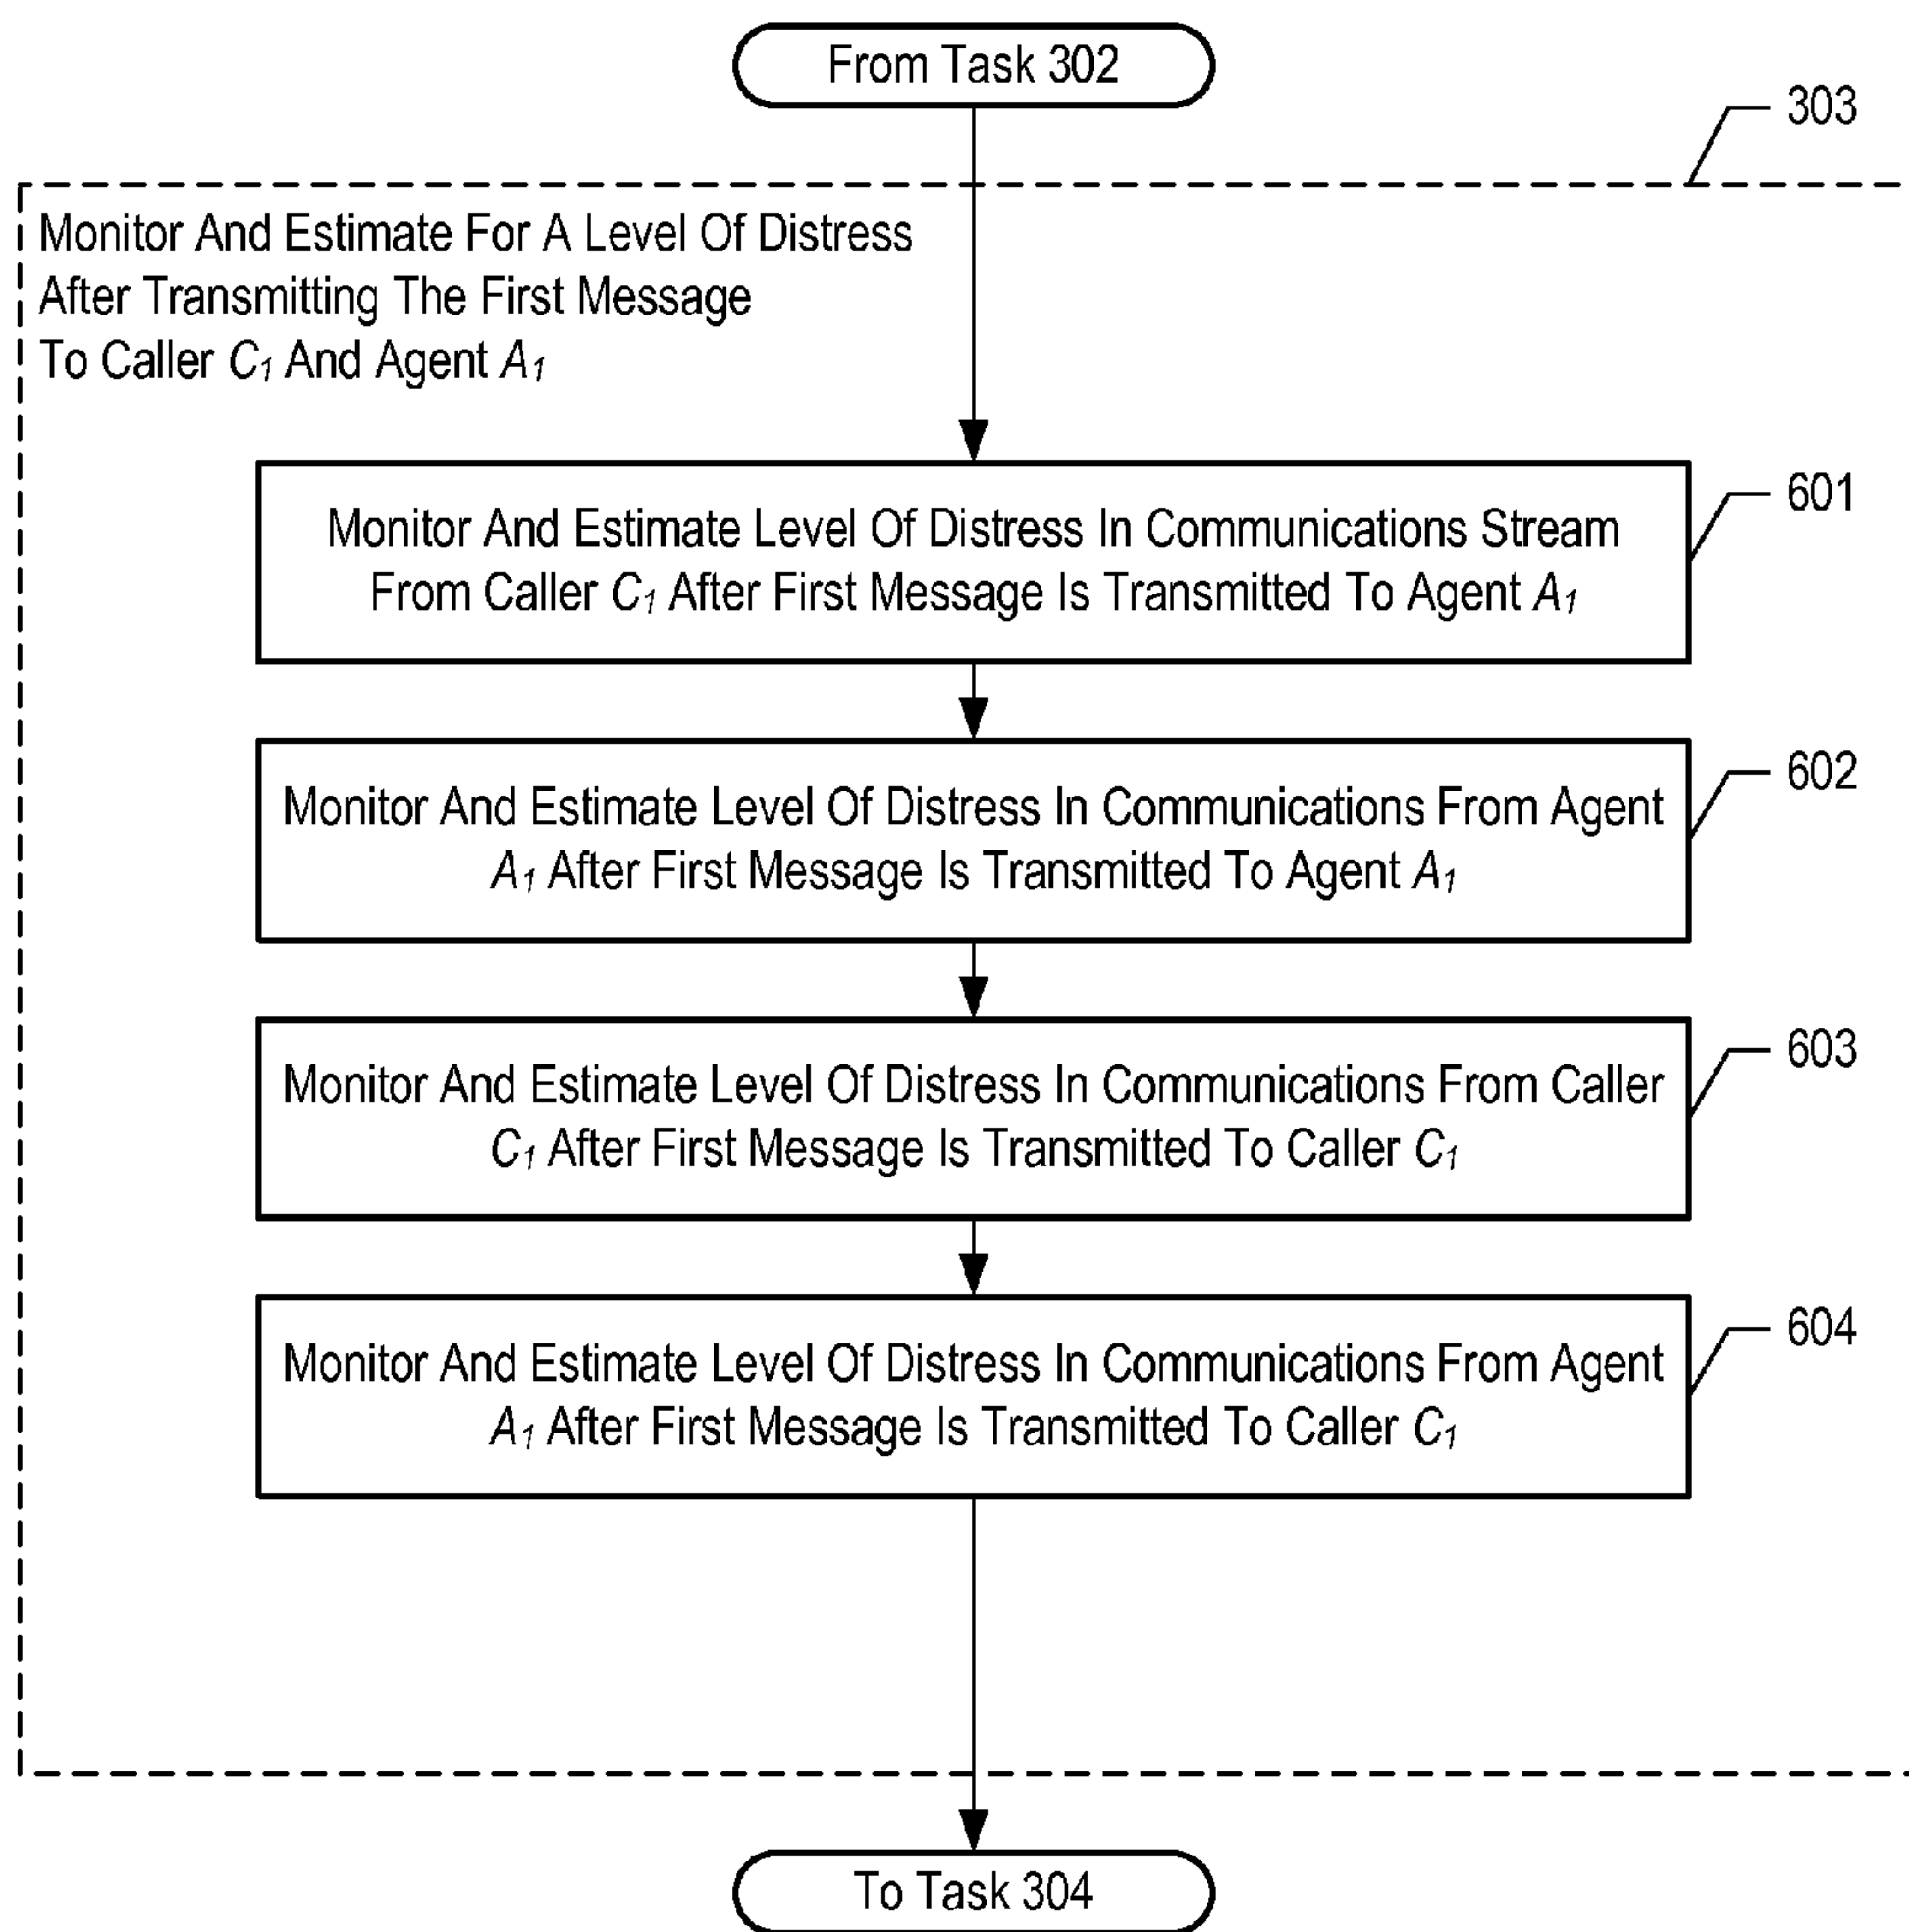 From Task 302
303
Monitor And Estimate For A Level Of Distress
After Transmitting The First Message
To Caller C₁ And Agent A₁
Monitor And Estimate Level Of Distress In Communications Stream
From Caller C₁ After First Message Is Transmitted To Agent A₁
601
Monitor And Estimate Level Of Distress In Communications From Agent
A₁ After First Message Is Transmitted To Agent A₁
602
Monitor And Estimate Level Of Distress In Communications From Caller
C₁ After First Message Is Transmitted To Caller C₁
603
Monitor And Estimate Level Of Distress In Communications From Agent
A₁ After First Message Is Transmitted To Caller C₁
604
To Task 304